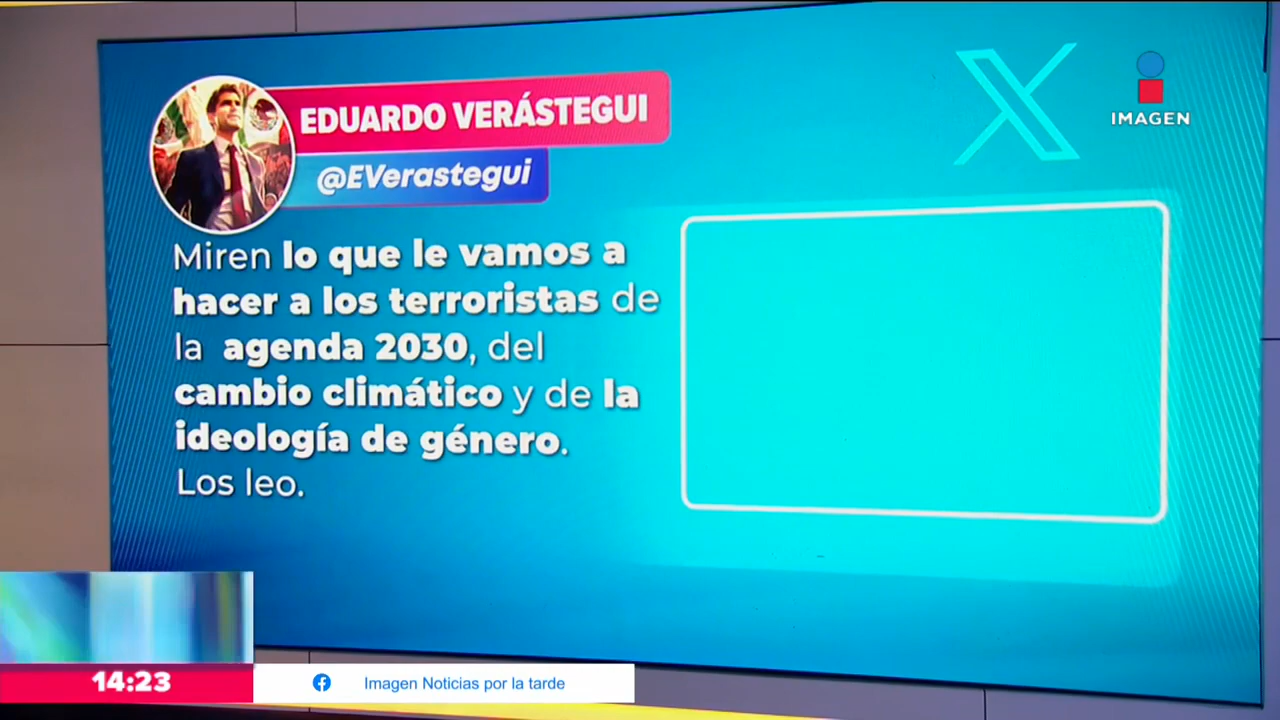 EDUARDO VERÁSTEGUI
@EVerastegui
IMAGEN
Miren lo que le vamos a
hacer a los terroristas de
la agenda 2030, del
cambio climático y de la
ideología de género.
Los leo.
14:23
Imagen Noticias por la tarde